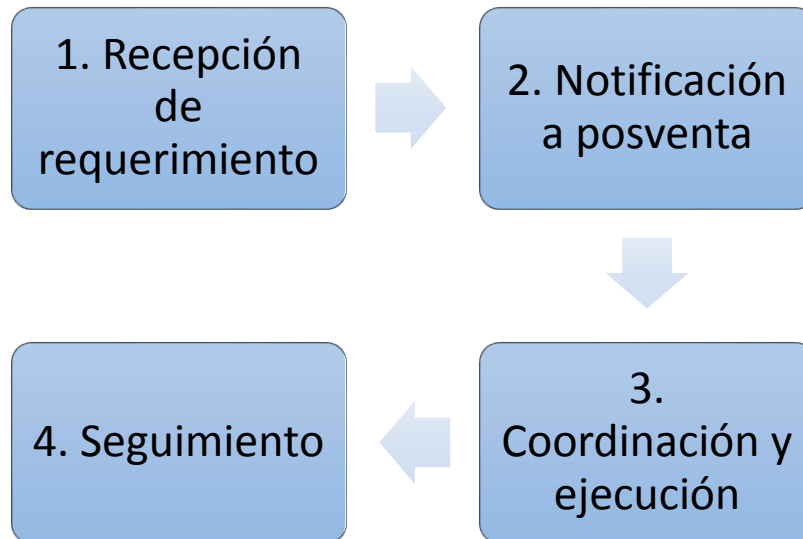 1. Recepción
de
requerimiento
2. Notificación
a posventa
3.
Coordinación y
ejecución
4. Seguimiento